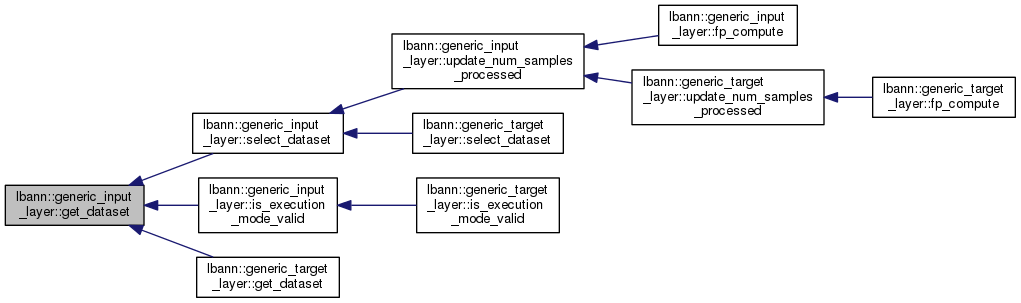 lbann::generic_input
_layer::get_dataset
lbann::generic_input
_layer::select_dataset
lbann::generic_input
_layer::update_num_samples
_processed
lbann::generic_input
_layer::fp_compute
lbann::generic_target
_layer::update_num_samples
_processed
lbann::generic_target
_layer::fp_compute
lbann::generic_target
_layer::select_dataset
lbann::generic_input
_layer::is_execution
_mode_valid
lbann::generic_target
_layer::is_execution
_mode_valid
lbann::generic_target
_layer::get_dataset